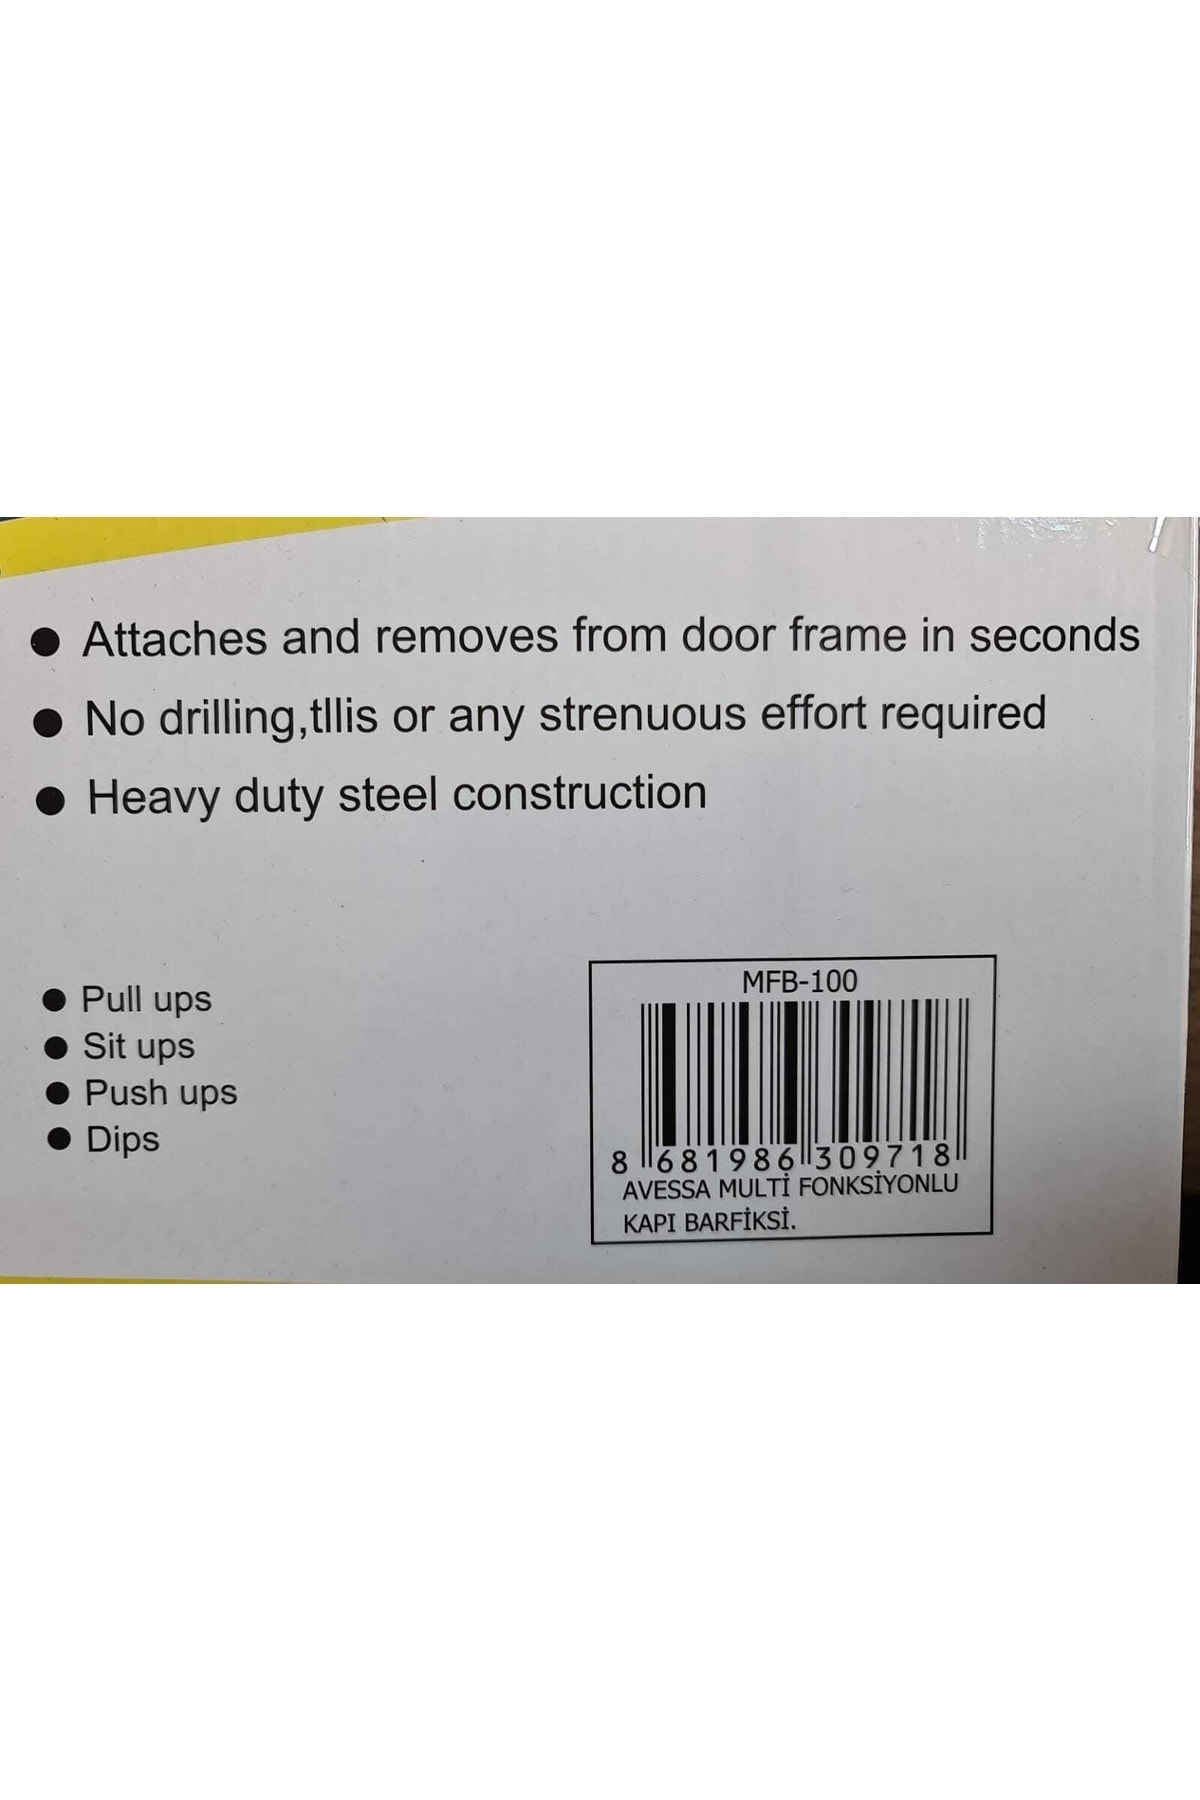 ● Attaches and removes from door frame in seconds
● No drilling,tllis or any strenuous effort required
● Heavy duty steel construction
● Pull ups
● Sit ups
● Push ups
● Dips
MFB-100
8 681986 309718
AVESSA MULTİ FONKSİYONLU
KAPI BARFİKSİ.